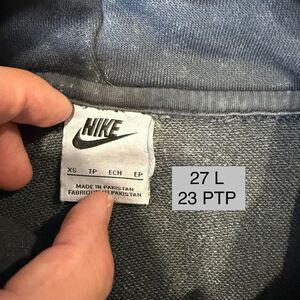 NIKE
XS TP ECH EP
MADE IN PAKISTAN
FABRIQUÉ AU PAKISTAN
27 L
23 PTP